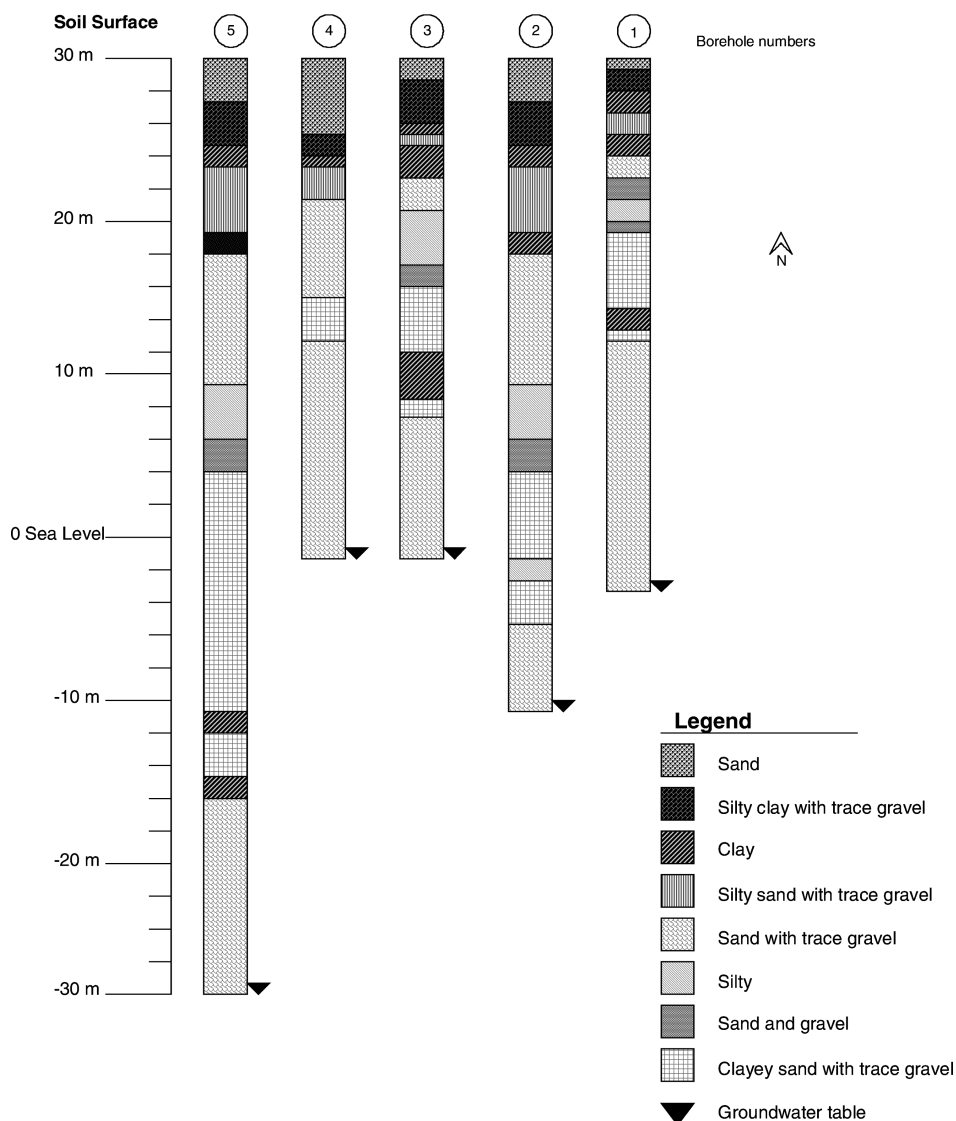 Soil Surface
5
4
3
2
1
Borehole numbers
30 m
20 m
N
10 m
0 Sea Level
-10 m
-20 m
-30 m
Legend
Sand
Silty clay with trace gravel
Clay
Silty sand with trace gravel
Sand with trace gravel
Silty
Sand and gravel
Clayey sand with trace gravel
Groundwater table